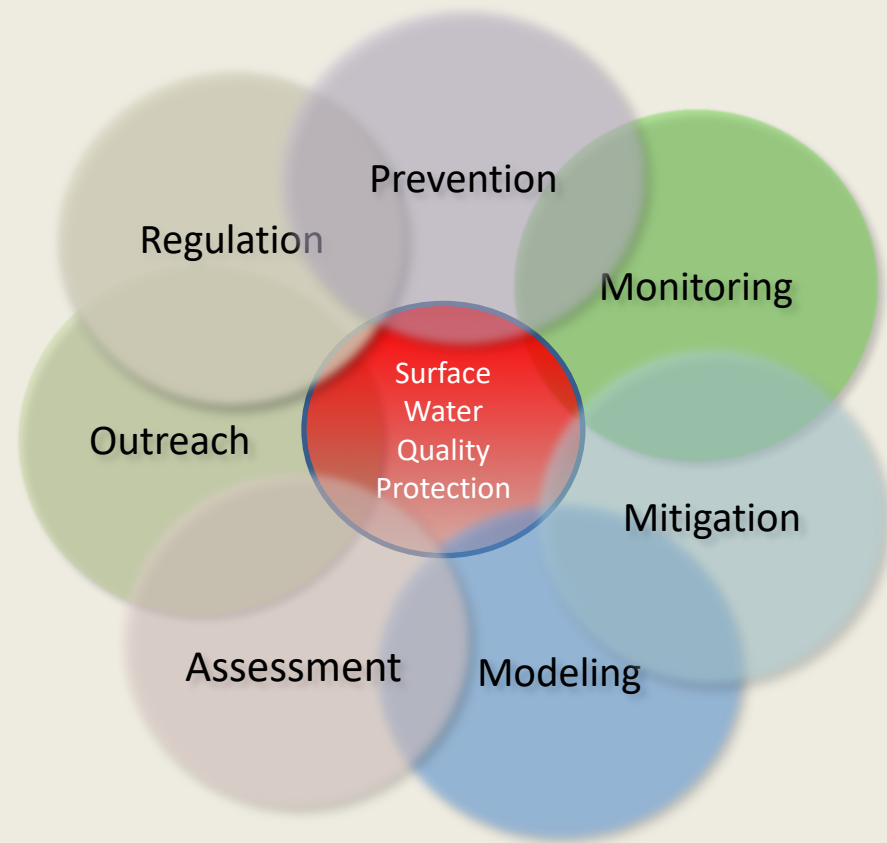 Prevention
Regulation
Monitoring
Surface
Water
Quality
Protection
Outreach
Mitigation
Assessment
Modeling